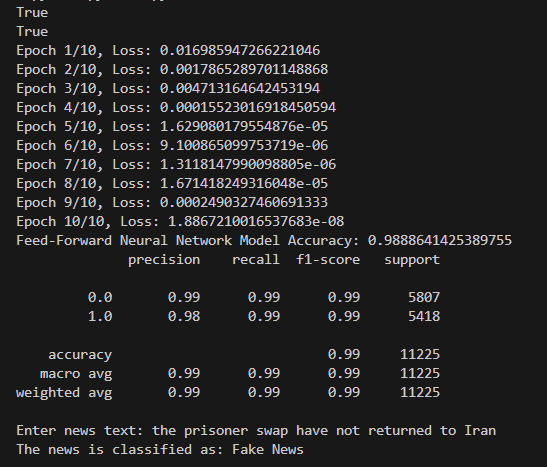 True
True
Epoch 1/10, Loss: 0.016985947266221046
Epoch 2/10, Loss: 0.0017865289701148868
Epoch 3/10, Loss: 0.004713164642453194
Epoch 4/10, Loss: 0.00015523016918450594
Epoch 5/10, Loss: 1.629080179554876e-05
Epoch 6/10, Loss: 9.100865099753719e-06
Epoch 7/10, Loss: 1.3118147990098805e-06
Epoch 8/10, Loss: 1.671418249316048e-05
Epoch 9/10, Loss: 0.0002490327460691333
Epoch 10/10, Loss: 1.8867210016537683e-08
Feed-Forward Neural Network Model Accuracy: 0.9888641425389755
precision recall f1-score support
0.0 0.99 0.99 0.99 5807
1.0 0.98 0.99 0.99 5418
accuracy 0.99 11225
macro avg 0.99 0.99 0.99 11225
weighted avg 0.99 0.99 0.99 11225
Enter news text: the prisoner swap have not returned to Iran
The news is classified as: Fake News